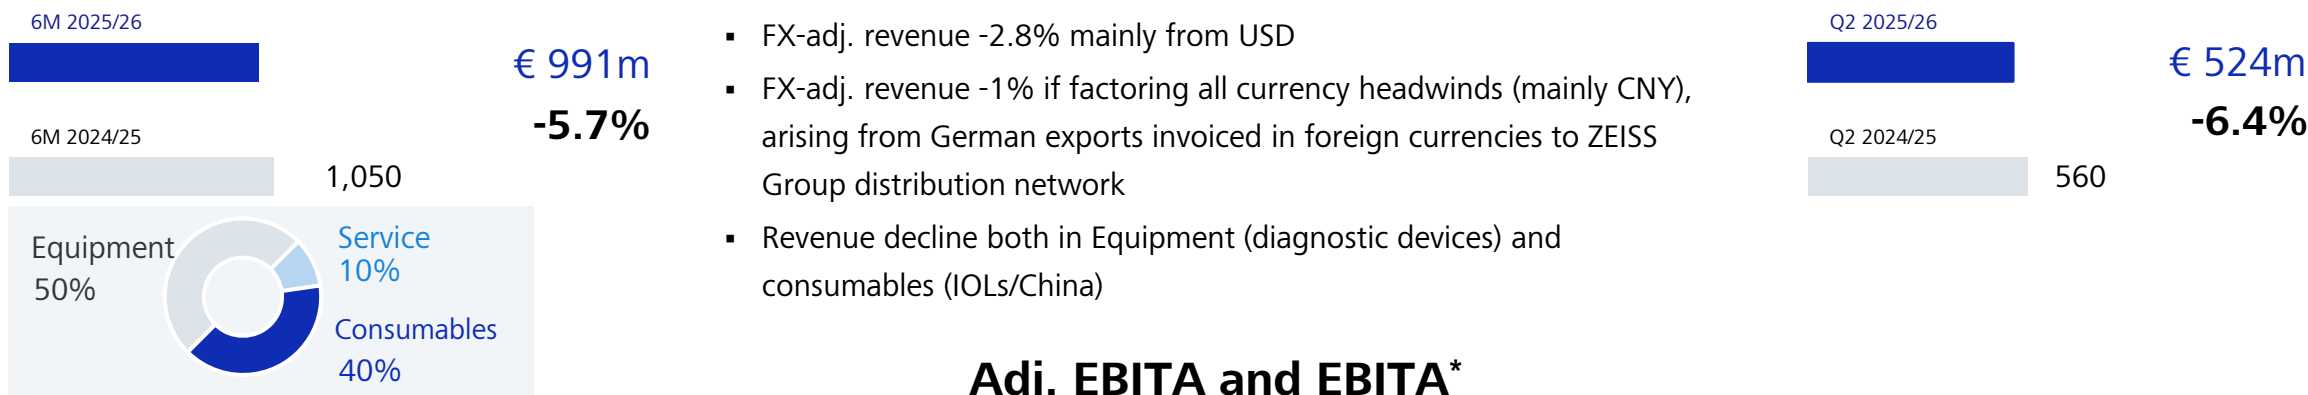 6M 2025/26
€ 991m
-5.7%
6M 2024/25
1,050
Equipment
50%
Service
10%
Consumables
40%
▪ FX-adj. revenue -2.8% mainly from USD
▪ FX-adj. revenue -1% if factoring all currency headwinds (mainly CNY),
arising from German exports invoiced in foreign currencies to ZEISS
Group distribution network
▪ Revenue decline both in Equipment (diagnostic devices) and
consumables (IOLs/China)
Adj. EBITA and EBITA*
Q2 2025/26
€ 524m
-6.4%
Q2 2024/25
560